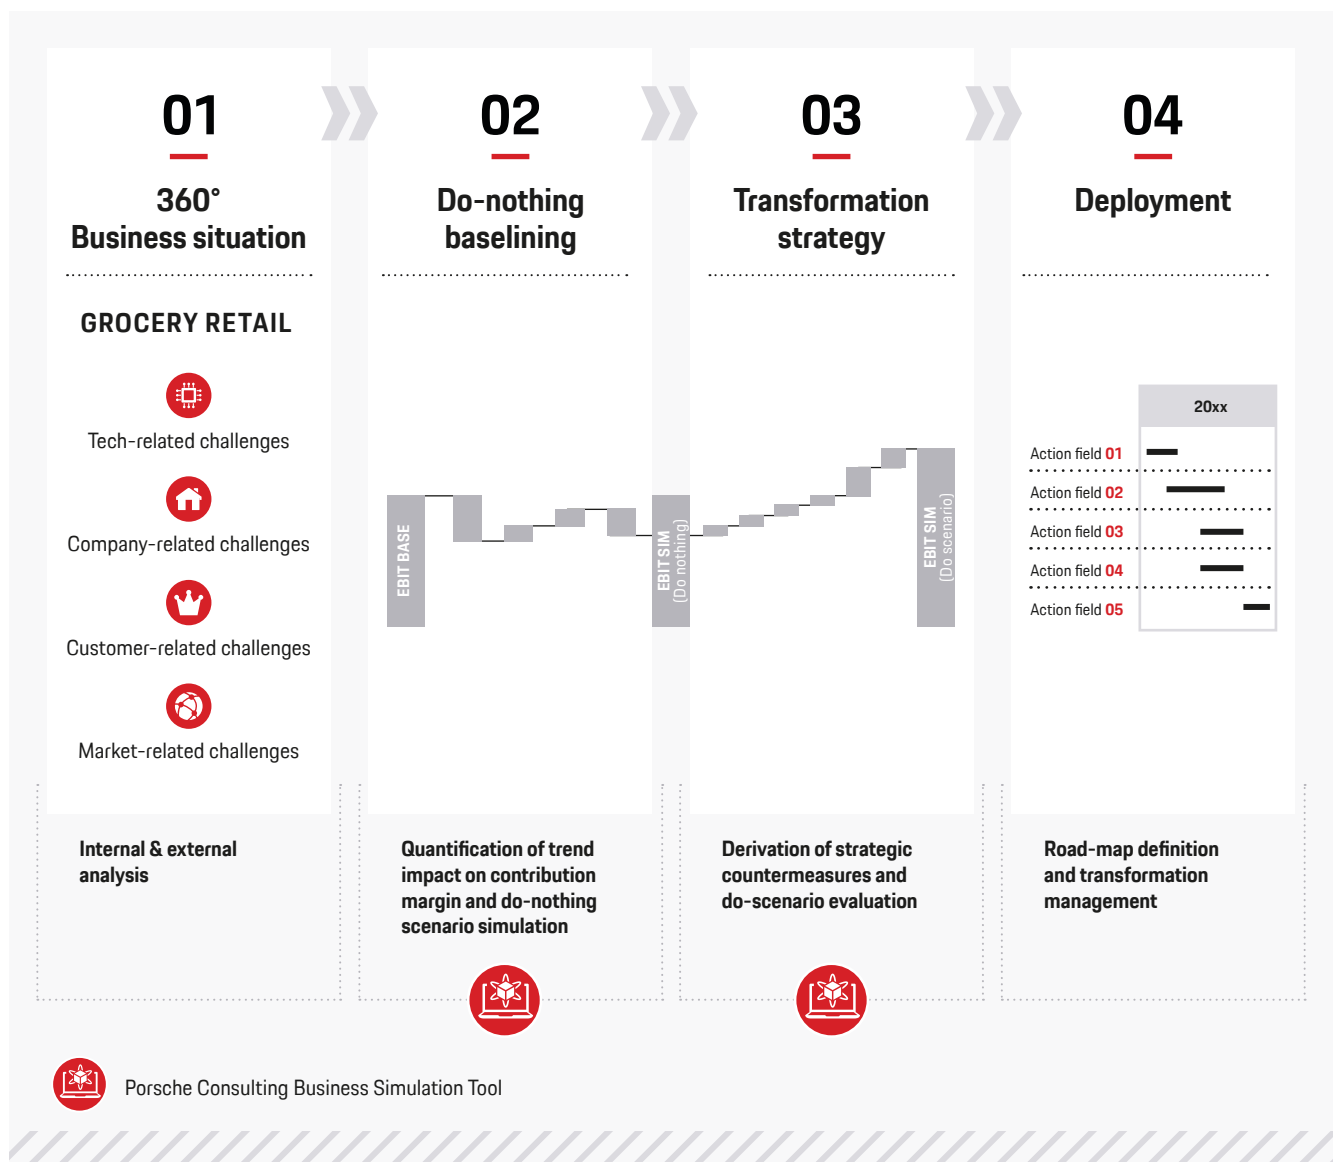 01
360°
Business situation
GROCERY RETAIL
Tech-related challenges
Company-related challenges
Customer-related challenges
Market-related challenges
Internal & external
analysis
02
Do-nothing
baselining
EBIT BASE
EBIT SIM
(Do nothing)
Quantification of trend
impact on contribution
margin and do-nothing
scenario simulation
03
Transformation
strategy
EBIT SIM
(Do scenario)
Derivation of strategic
countermeasures and
do-scenario evaluation
04
Deployment
20xx
Action field 01
Action field 02
Action field 03
Action field 04
Action field 05
Road-map definition
and transformation
management
Porsche Consulting Business Simulation Tool